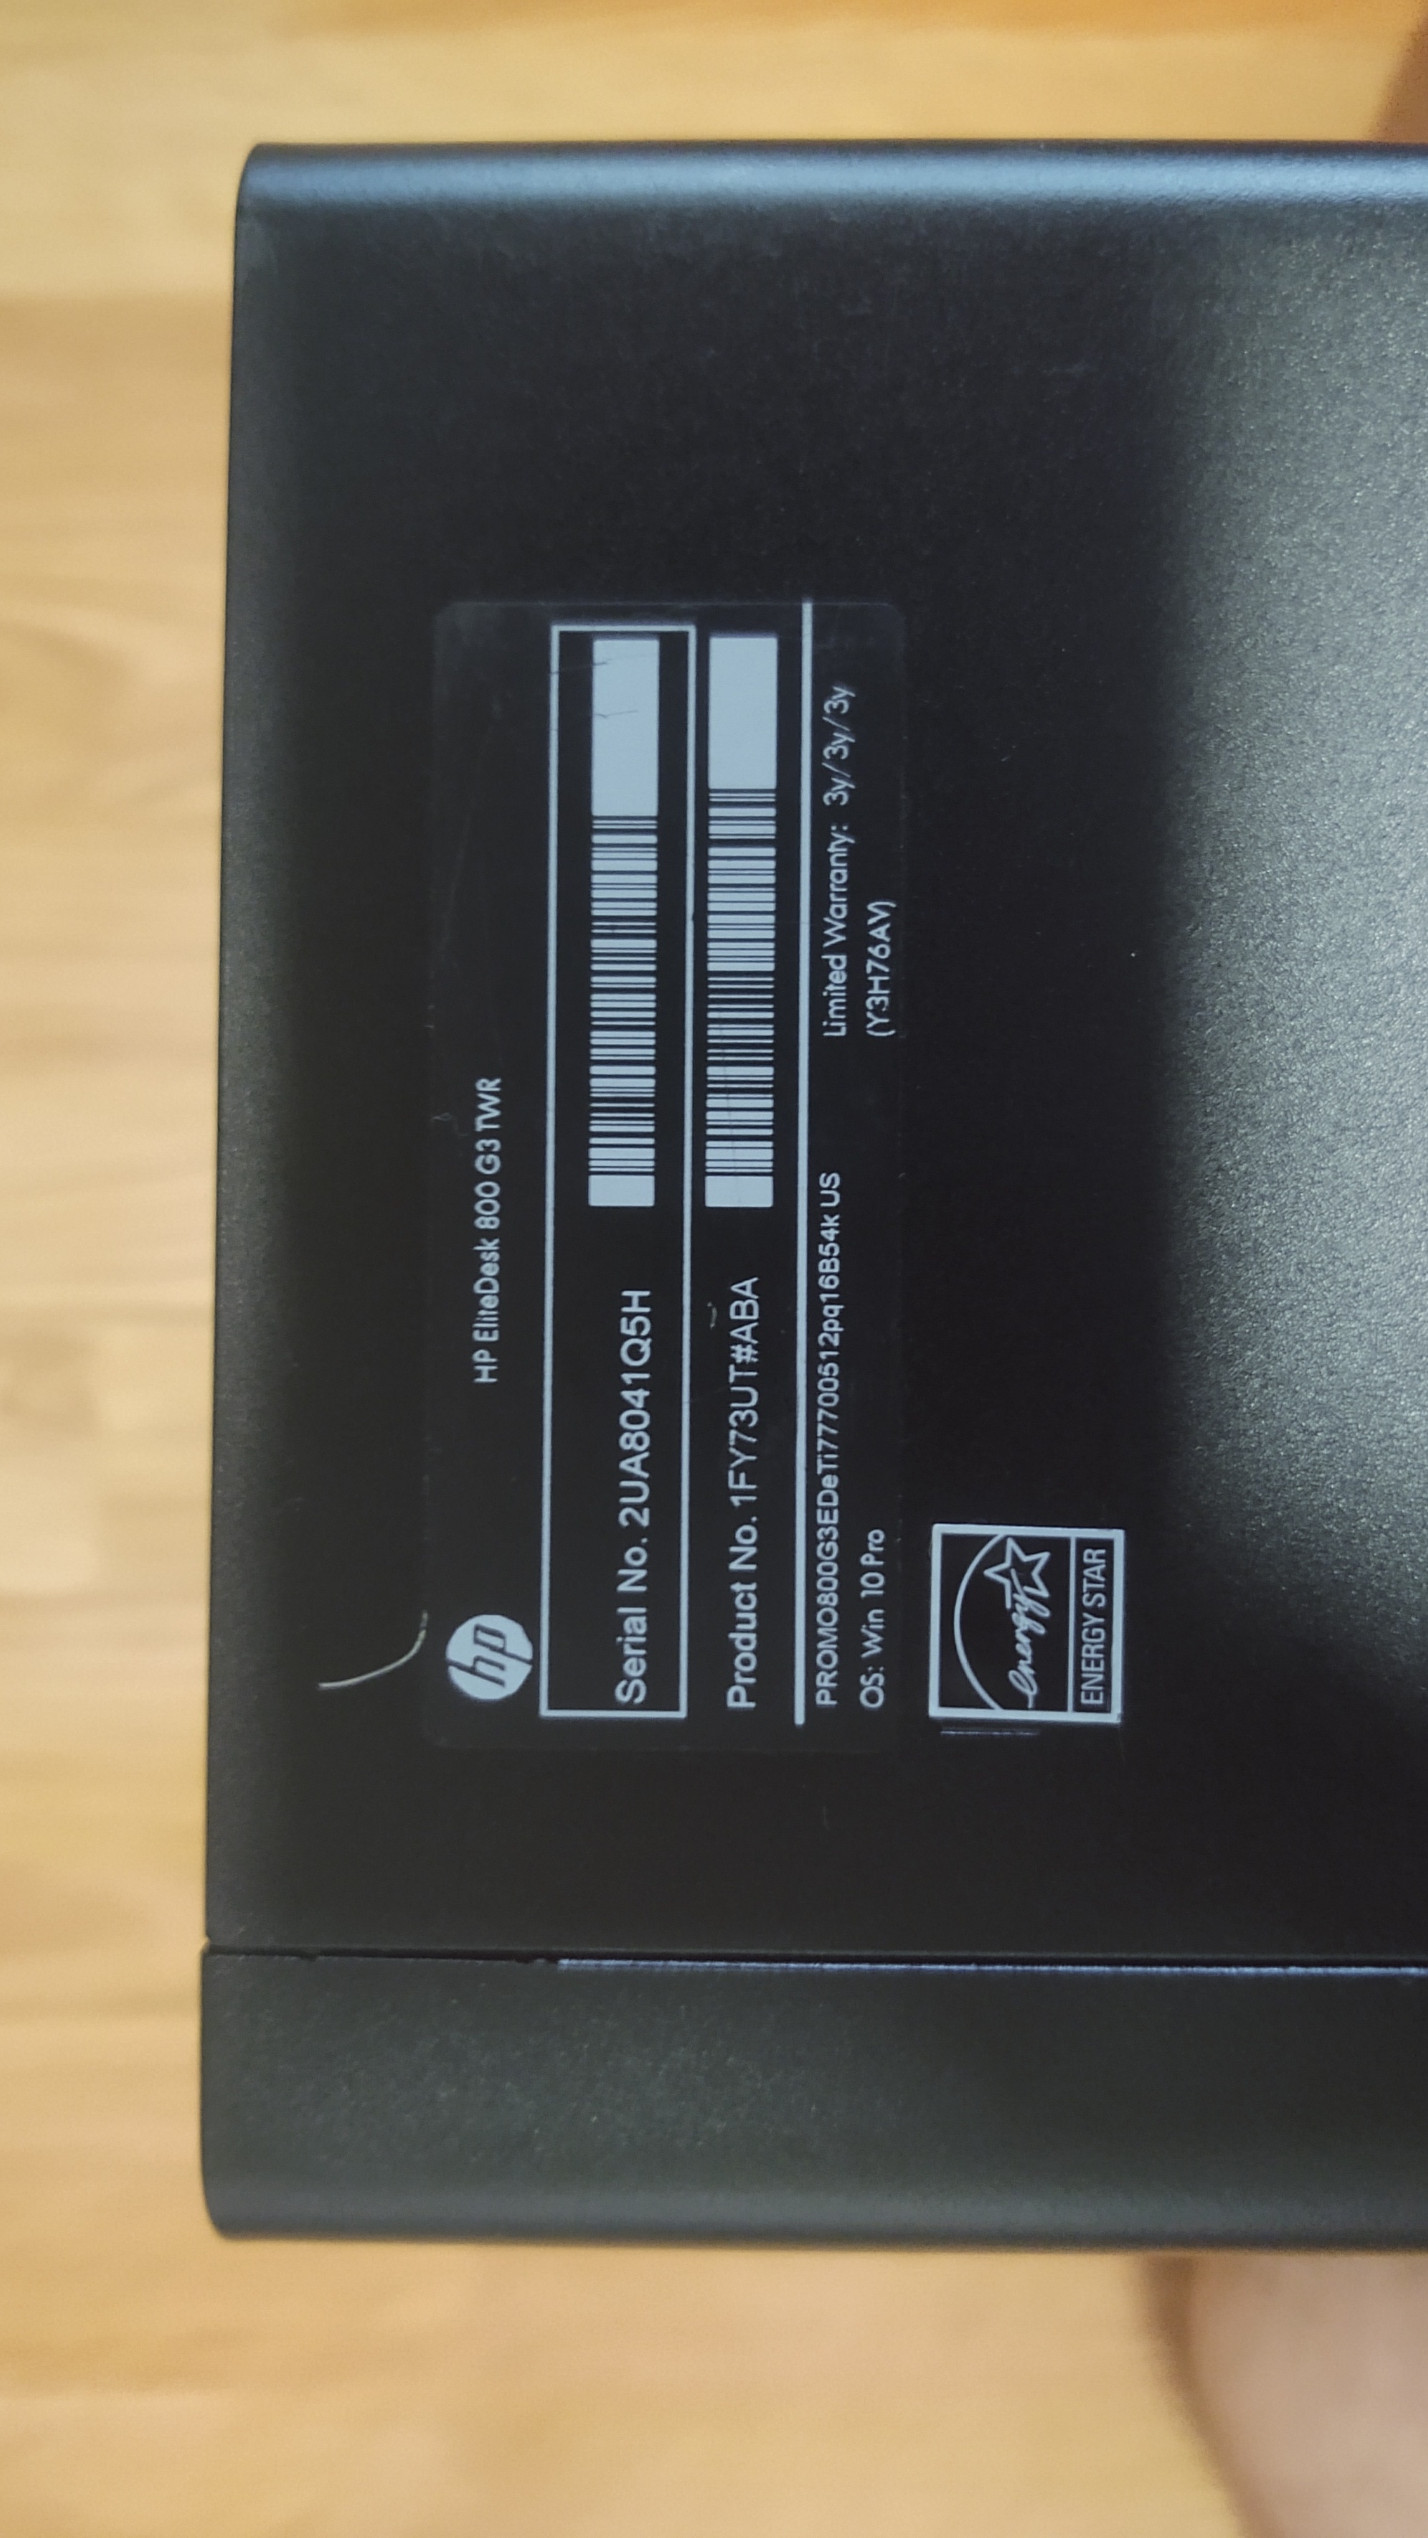 HP EliteDesk 800 G3 TWR
hp
Serial No. 2UA8041Q5H
Product No. 1FY73UT#ABA
PROMO800G3EDeTi77700512pq16B54k US
OS: Win 10 Pro
Limited Warranty: 3y/3y/3y
(Y3H76AV)
energy
ENERGY STAR